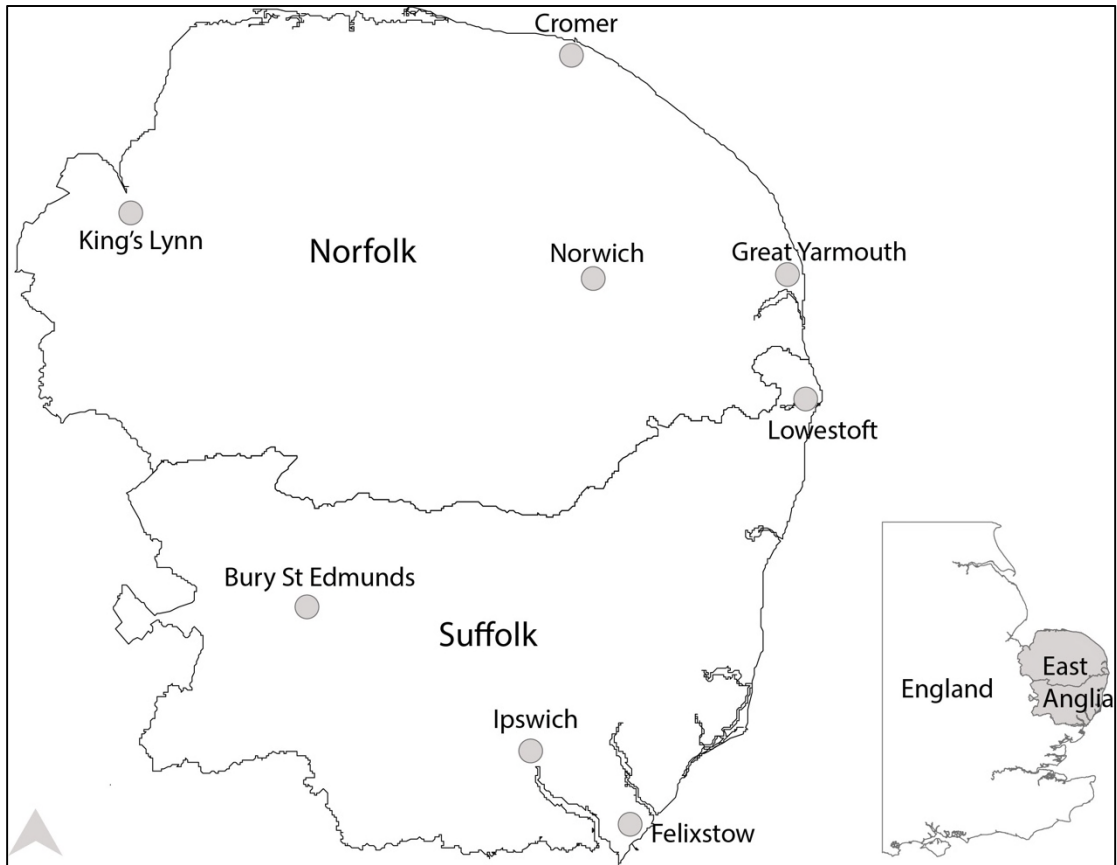 Cromer
King's Lynn
Norfolk
Norwich
Great Yarmouth
Lowestoft
Bury St Edmunds
Suffolk
Ipswich
Felixstow
England
East
Anglia